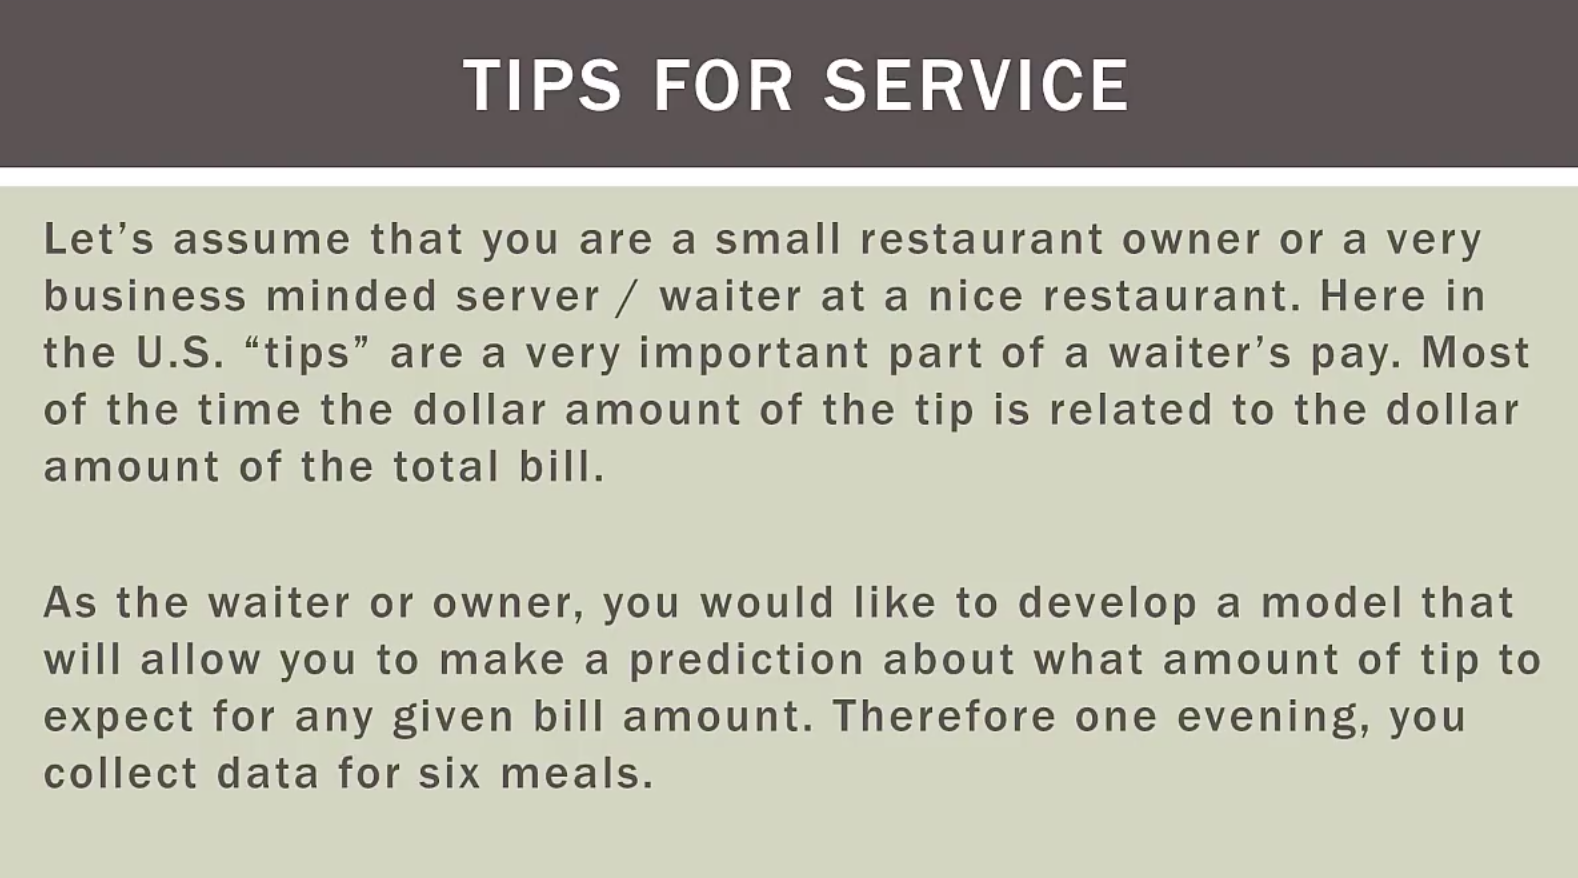 TIPS FOR SERVICE
Let’s assume that you are a small restaurant owner or a very
business minded server / waiter at a nice restaurant. Here in
the U.S. “tips” are a very important part of a waiter’s pay. Most
of the time the dollar amount of the tip is related to the dollar
amount of the total bill.
As the waiter or owner, you would like to develop a model that
will allow you to make a prediction about what amount of tip to
expect for any given bill amount. Therefore one evening, you
collect data for six meals.